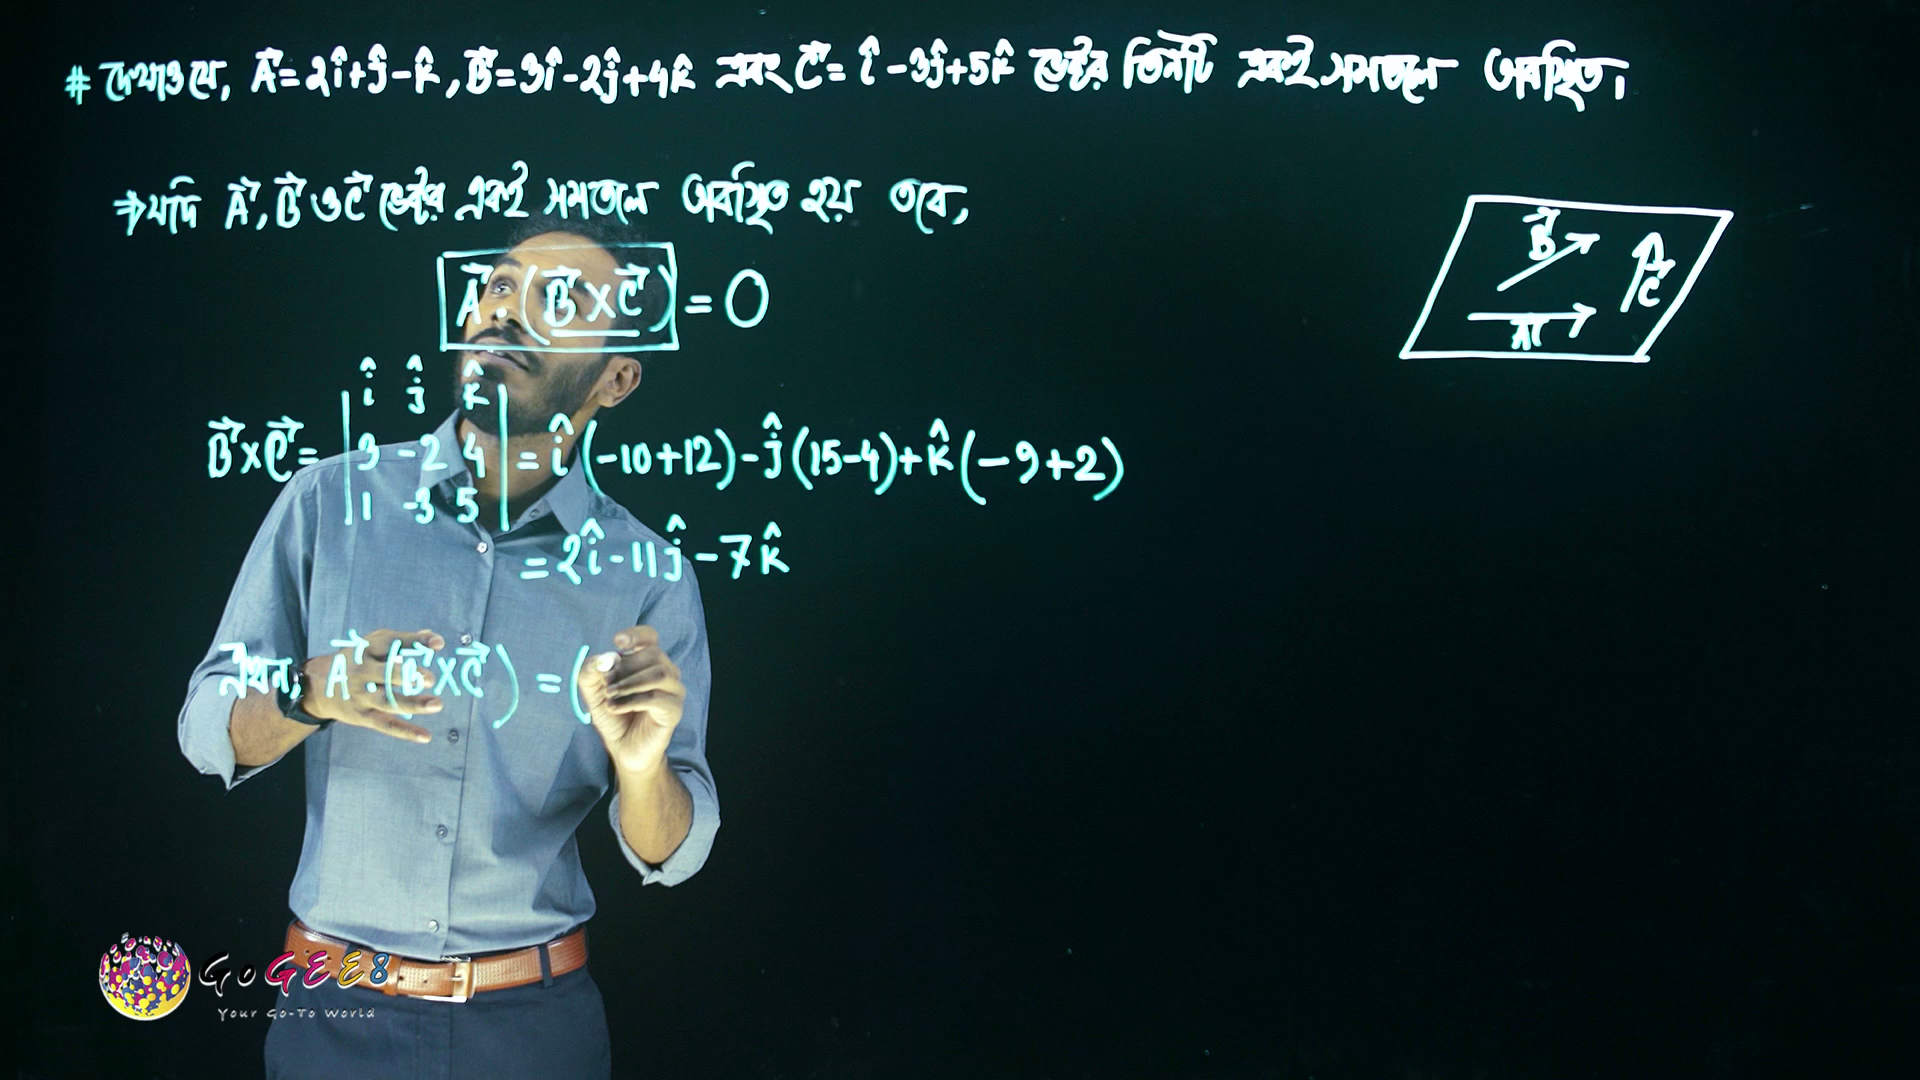 # দেখাও যে, A⃗ = 2î+ĵ-k̂, B⃗ = 3î-2ĵ+4k̂ এবং C⃗ = î-3ĵ+5k̂ ভেক্টর তিনটি একই সমতলে অবস্থিত।
⇒ যদি A⃗, B⃗ ও C⃗ ভেক্টর একই সমতলে অবস্থিত হয় তবে,
A⃗.(B⃗×C⃗) = 0
B⃗
C⃗
A⃗
î ĵ k̂
B⃗×C⃗ = | 3 -2 4 | = î(-10+12)-ĵ(15-4)+k̂(-9+2)
1 -3 5
= 2î-11ĵ-7k̂
এখন, A⃗.(B⃗×C⃗) = (
GoGEE8
Your Go-To World